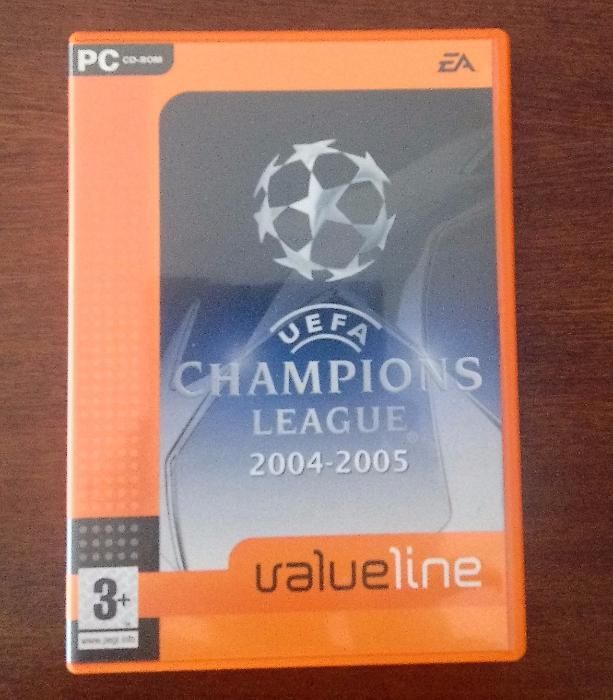 PC CD-ROM
EA
UEFA
CHAMPIONS
LEAGUE®
2004-2005
valueline
3+
www.pegi.info